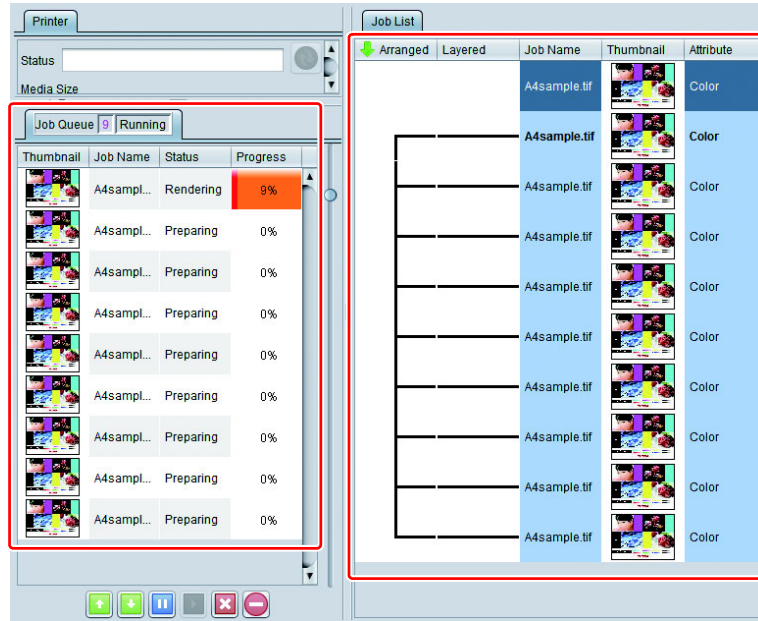 Printer
Status
Media Size
Job Queue 9 Running
Thumbnail Job Name Status Progress
A4sampl... Rendering 9%
A4sampl... Preparing 0%
A4sampl... Preparing 0%
A4sampl... Preparing 0%
A4sampl... Preparing 0%
A4sampl... Preparing 0%
A4sampl... Preparing 0%
A4sampl... Preparing 0%
A4sampl... Preparing 0%
Job List
Arranged Layered Job Name Thumbnail Attribute
A4sample.tif Color
A4sample.tif Color
A4sample.tif Color
A4sample.tif Color
A4sample.tif Color
A4sample.tif Color
A4sample.tif Color
A4sample.tif Color
A4sample.tif Color
A4sample.tif Color